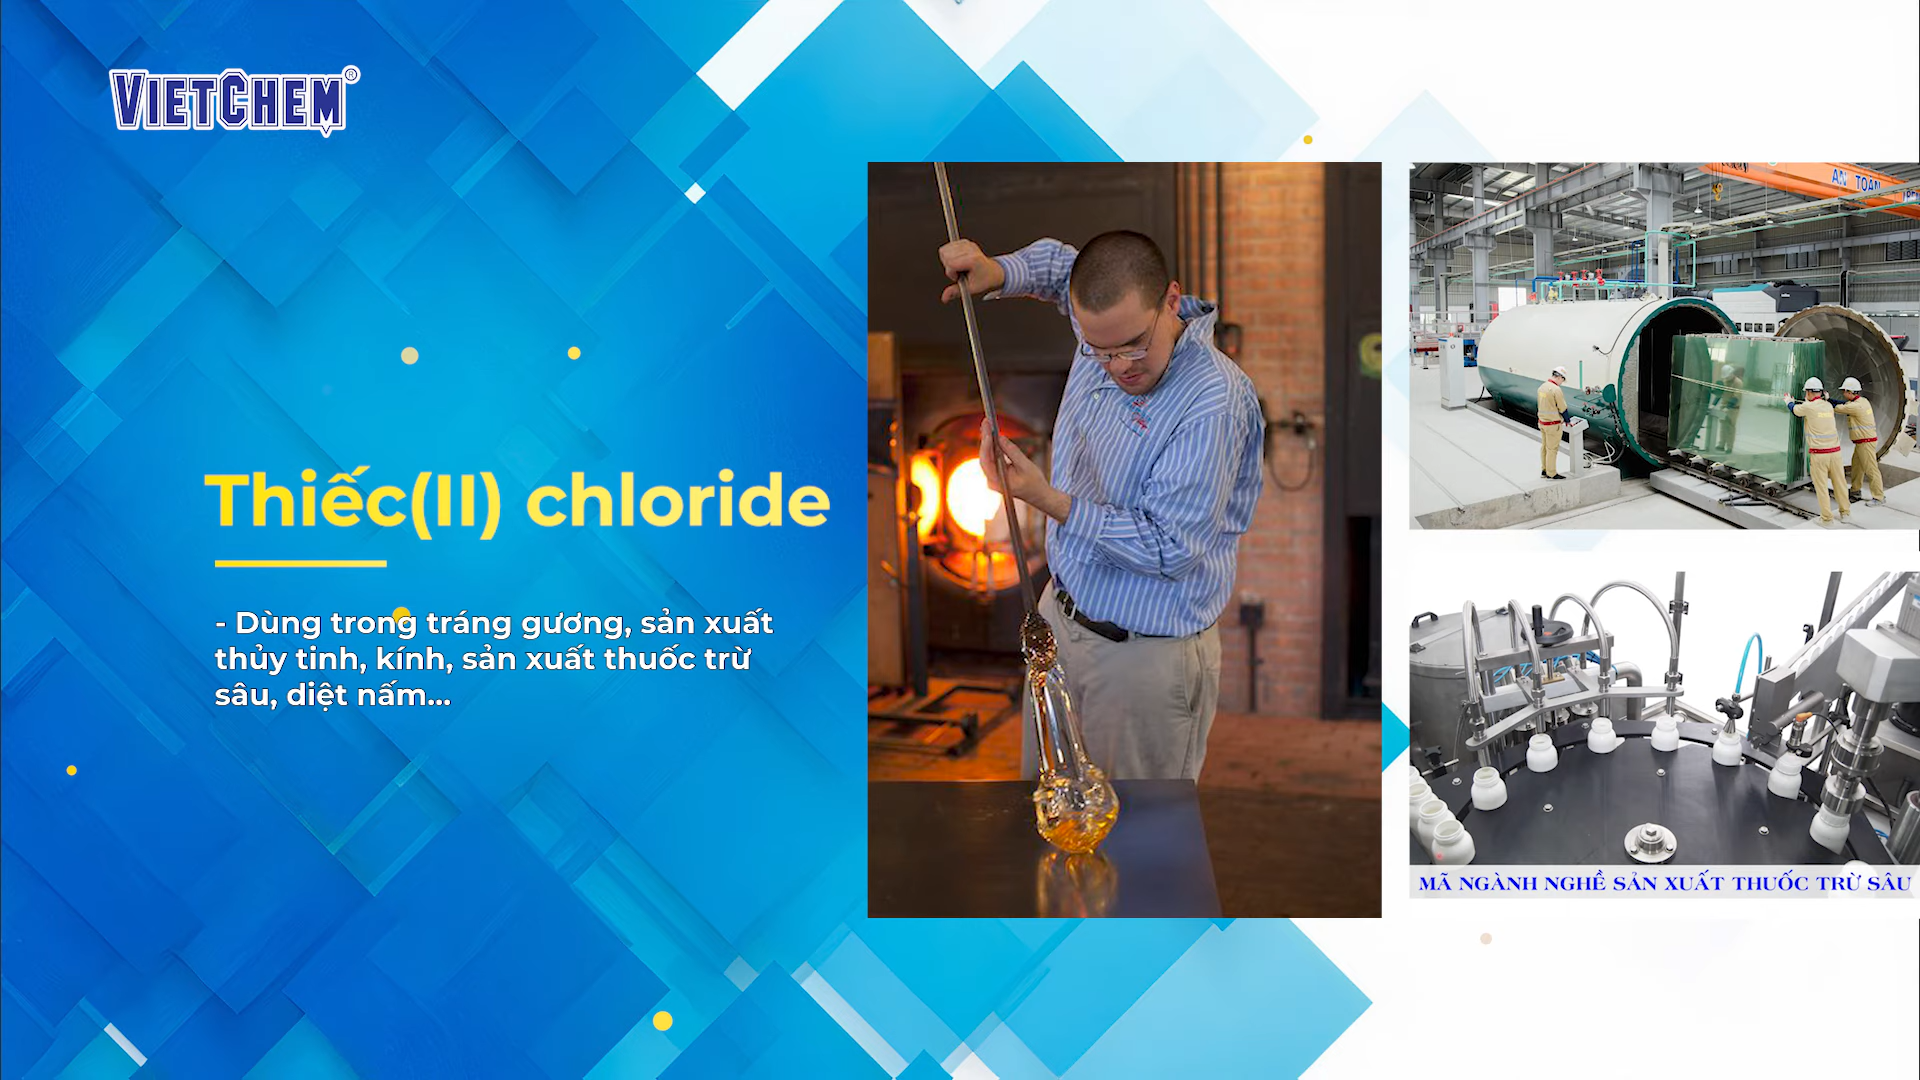 VIETCHEM®
Thiếc(II) chloride
- Dùng trong tráng gương, sản xuất
thủy tinh, kính, sản xuất thuốc trừ
sâu, diệt nấm...
AN TOÀN
MÃ NGÀNH NGHỀ SẢN XUẤT THUỐC TRỪ SÂU